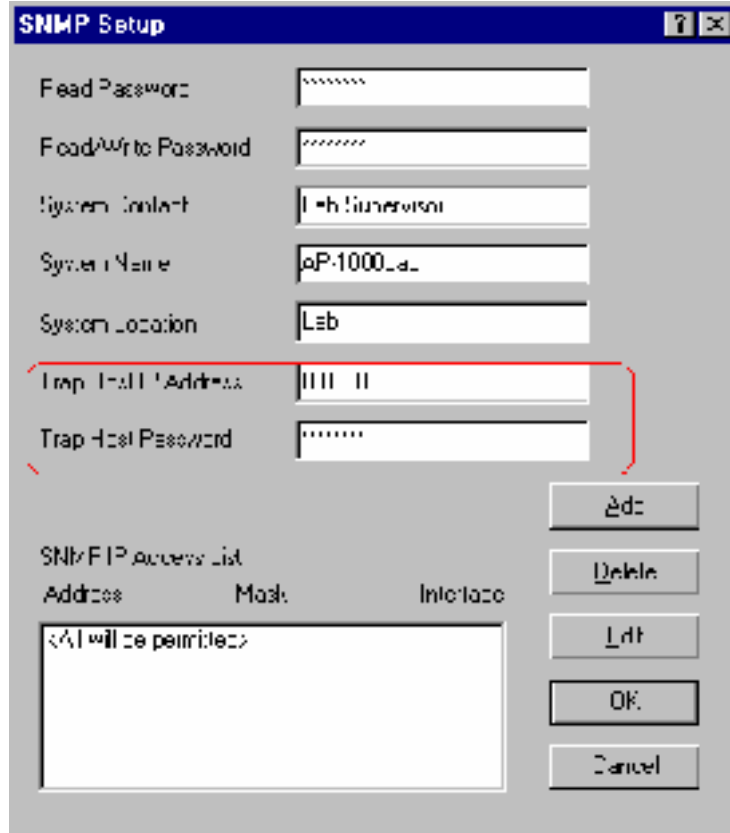 SNMP Setup
Read Password ********
Read/Write Password ********
System Contact Lab Supervisor
System Name AP-1000Lab
System Location Lab
Trap Host IP Address
Trap Host Password ********
Add
SNMP IP Access List
Delete
Address Mask Interface
<All will be permitted>
Edit
OK
Cancel